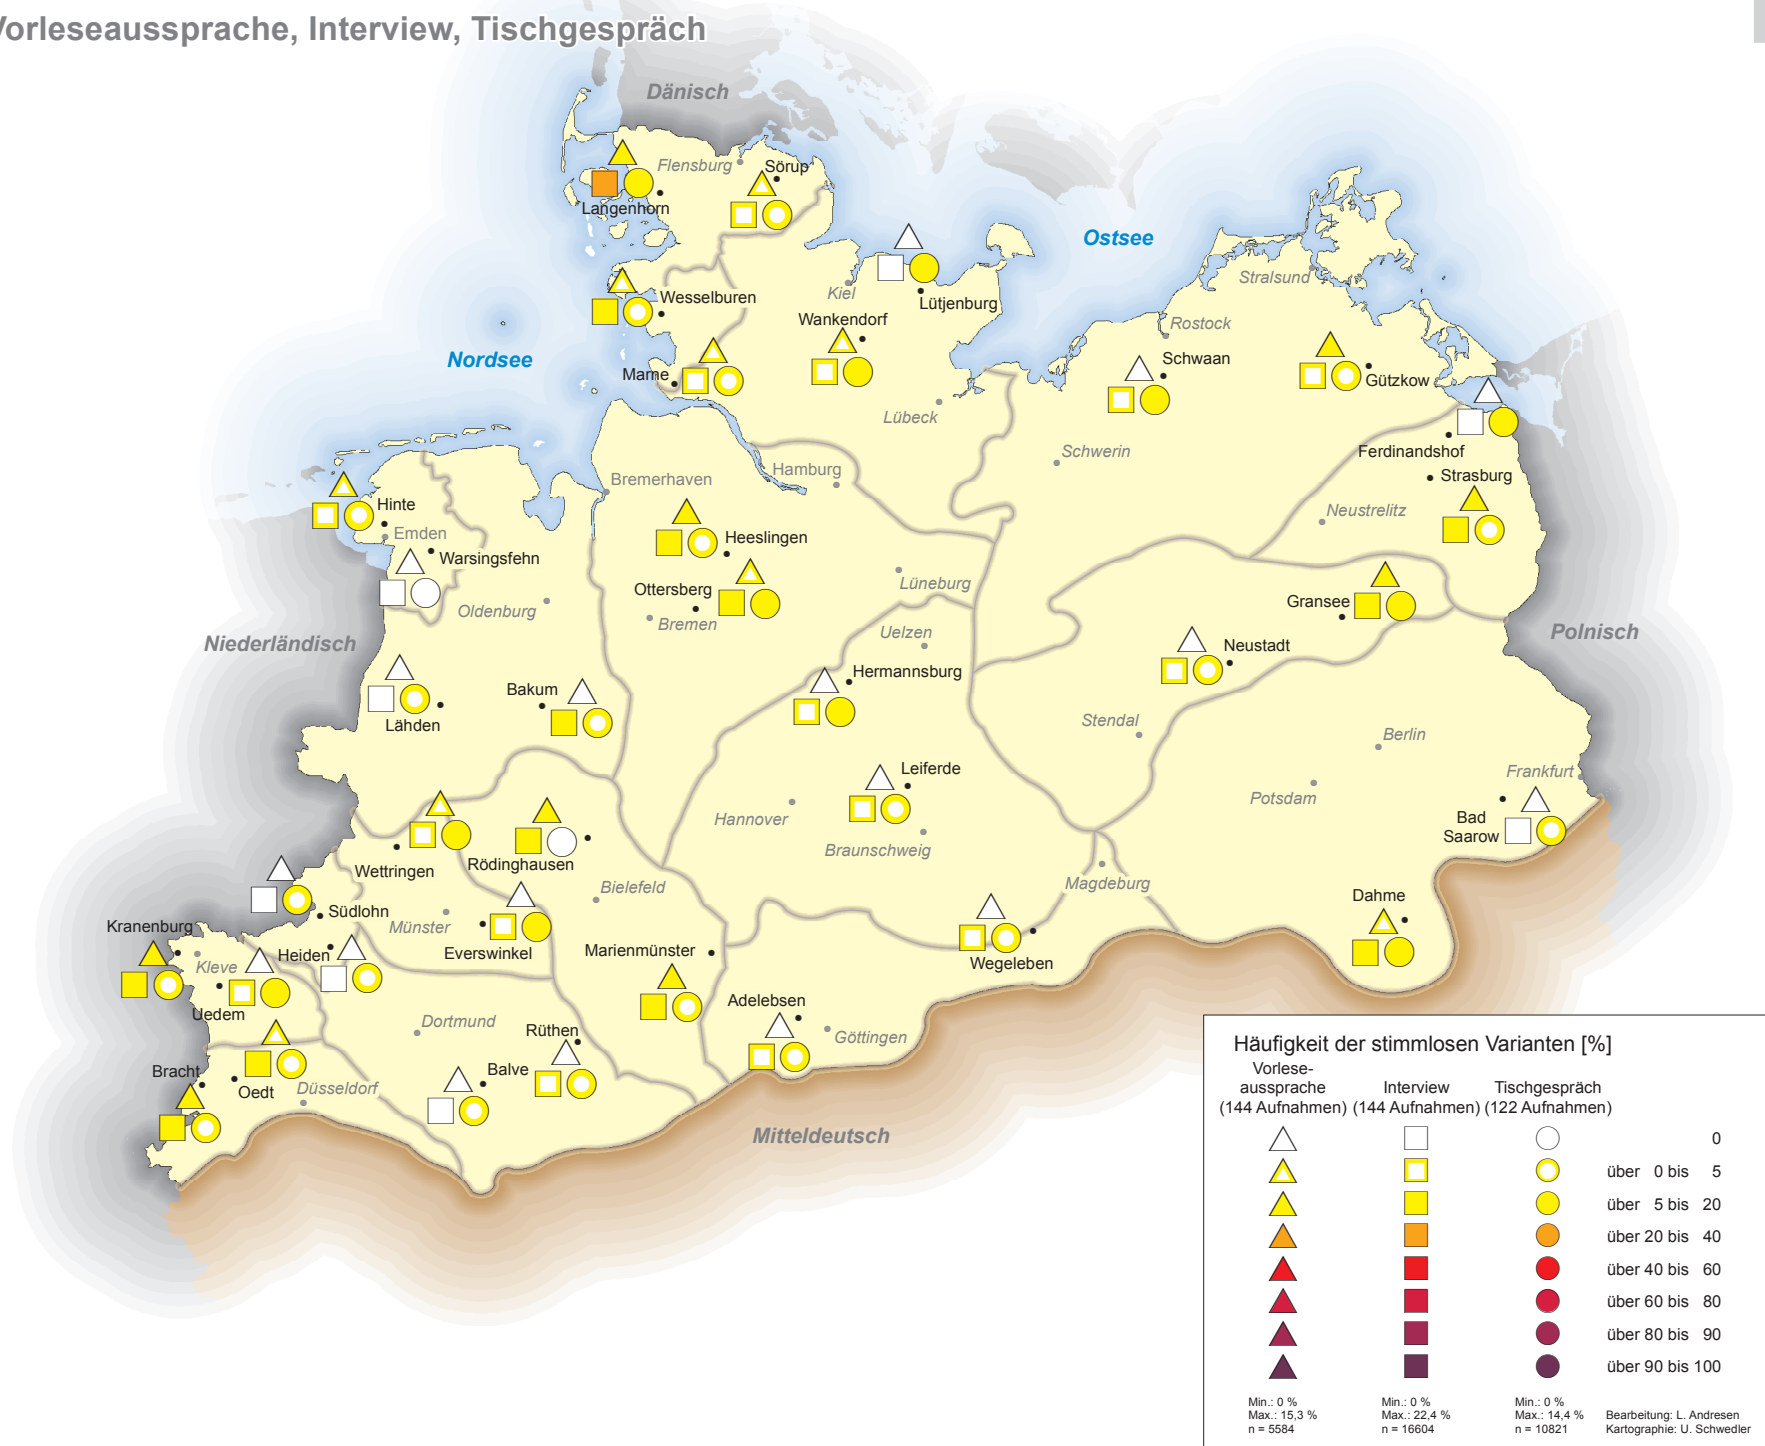 Vorleseaussprache, Interview, Tischgespräch
Dänisch
Flensburg
Sörup
Langenhorn
Ostsee
Stralsund
Kiel
Lütjenburg
Wesselburen
Wankendorf
Rostock
Nordsee
Schwaan
Marne
Gützkow
Lübeck
Schwerin
Ferdinandshof
Hamburg
Bremerhaven
Strasburg
Hinte
Neustrelitz
Emden
Heeslingen
Warsingsfehn
Lüneburg
Ottersberg
Oldenburg
Gransee
Bremen
Uelzen
Polnisch
Niederländisch
Neustadt
Hermannsburg
Bakum
Lähden
Stendal
Berlin
Leiferde
Frankfurt
Potsdam
Hannover
Bad
Saarow
Braunschweig
Rödinghausen
Wettringen
Magdeburg
Bielefeld
Dahme
Südlohn
Kranenburg
Münster
Everswinkel
Marienmünster
Heiden
Wegeleben
Kleve
Adelebsen
Uedem
Dortmund
Rüthen
Göttingen
Bracht
Balve
Oedt
Düsseldorf
Mitteldeutsch
Häufigkeit der stimmlosen Varianten [%]
Vorlese-
aussprache Interview Tischgespräch
(144 Aufnahmen) (144 Aufnahmen) (122 Aufnahmen)
0
über 0 bis 5
über 5 bis 20
über 20 bis 40
über 40 bis 60
über 60 bis 80
über 80 bis 90
über 90 bis 100
Min.: 0 % Min.: 0 % Min.: 0 %
Max.: 15,3 % Max.: 22,4 % Max.: 14,4 % Bearbeitung: L. Andresen
n = 5584 n = 16604 n = 10821 Kartographie: U. Schwedler